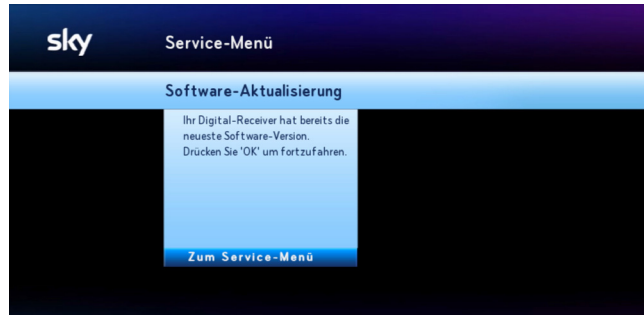 sky
Service-Menü
Software-Aktualisierung
Ihr Digital-Receiver hat bereits die
neueste Software-Version.
Drücken Sie 'OK' um fortzufahren.
Zum Service-Menü